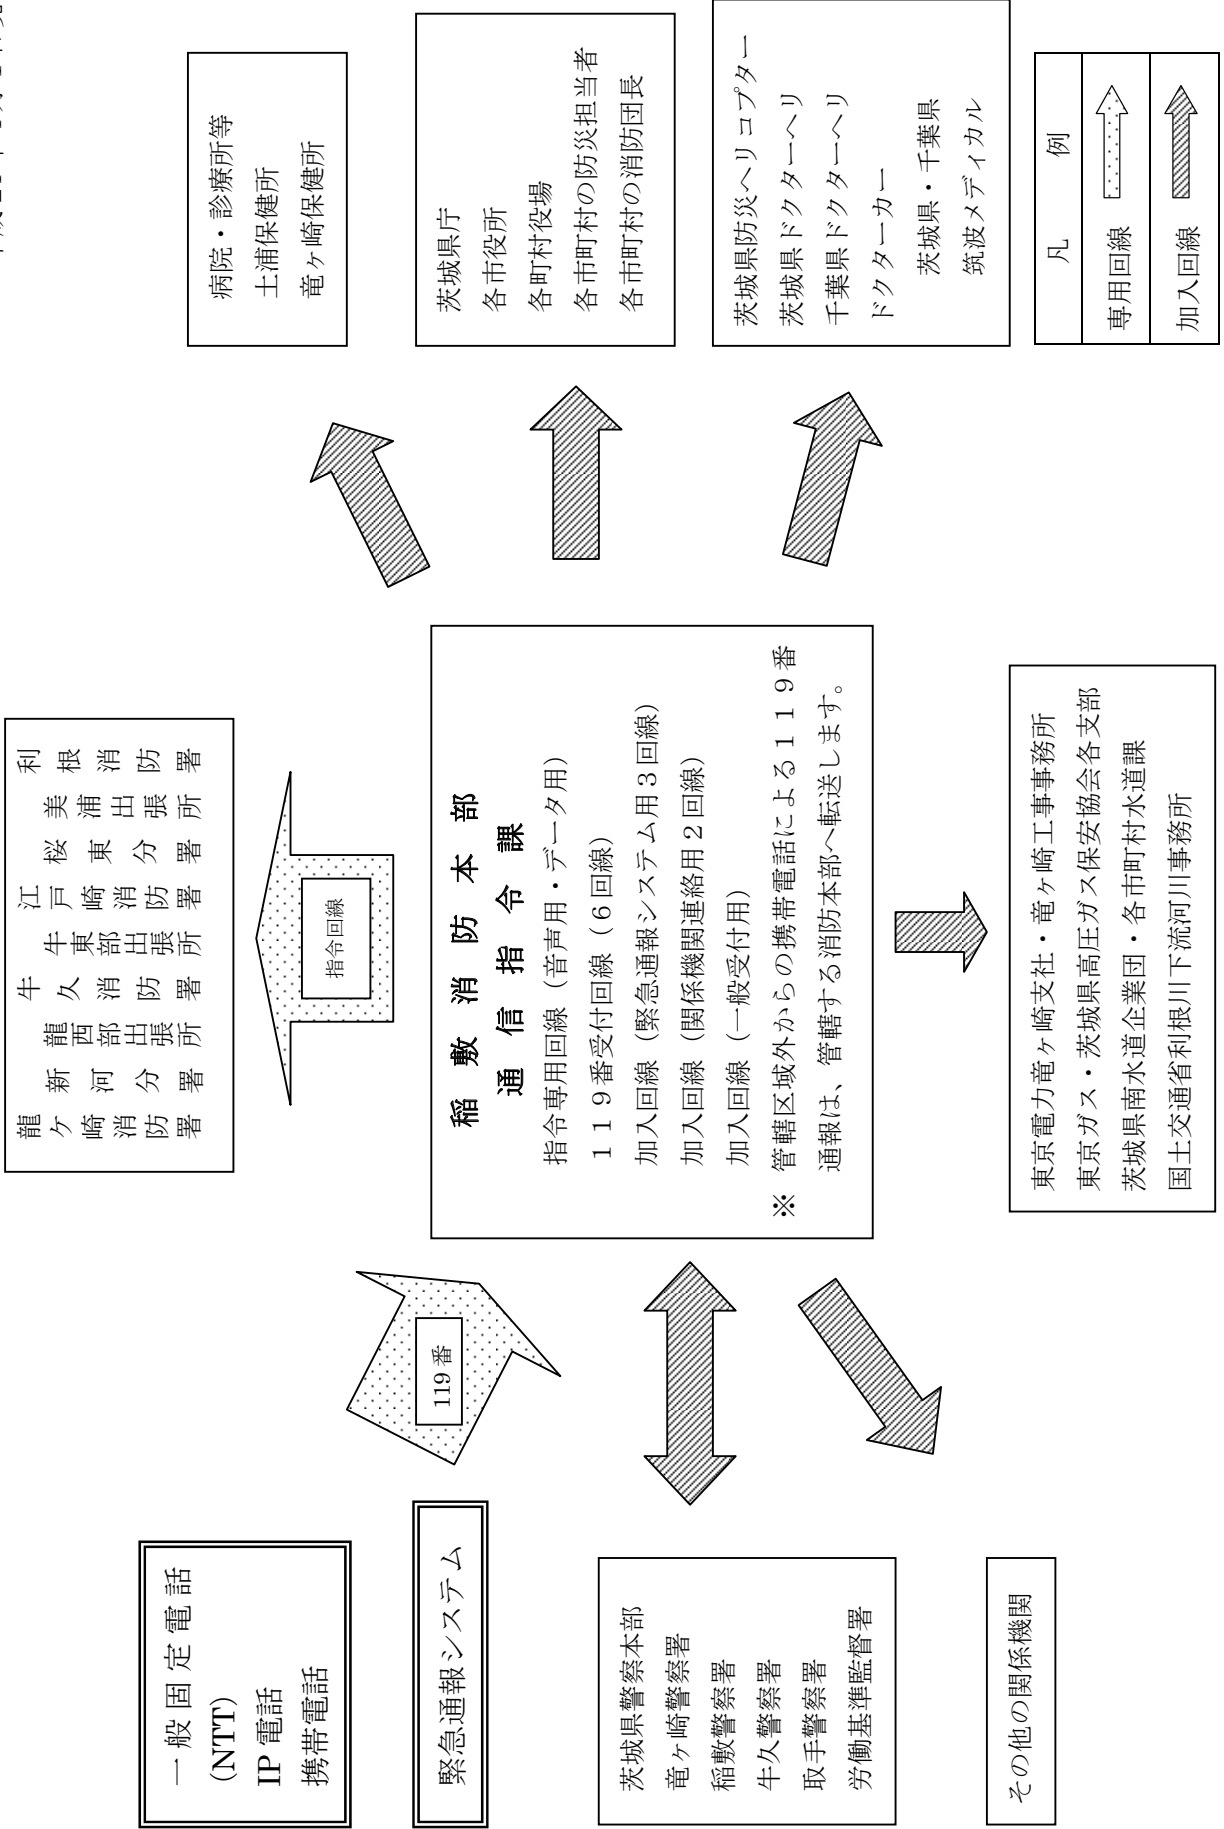 一般固定電話
(NTT)
IP 電話
携帯電話
緊急通報システム
茨城県警察本部
竜ヶ崎警察署
稲敷警察署
牛久警察署
取手警察署
労働基準監督署
その他の関係機関
119 番
龍ケ崎消防署
新河分署
龍西部出張所
牛久消防署
牛東部出張所
江戸崎消防署
桜東分署
美浦出張所
利根消防署
指令回線
稲敷消防本部
通信指令課
指令専用回線（音声用・データ用）
１１９番受付回線（６回線）
加入回線（緊急通報システム用３回線）
加入回線（関係機関連絡用２回線）
加入回線（一般受付用）
※ 管轄区域外からの携帯電話による１１９番
通報は、管轄する消防本部へ転送します。
東京電力竜ヶ崎支社・竜ヶ崎工事事務所
東京ガス・茨城県高圧ガス保安協会各支部
茨城県南水道企業団・各市町村水道課
国土交通省利根川下流河川事務所
病院・診療所等
土浦保健所
竜ヶ崎保健所
茨城県庁
各市役所
各町村役場
各市町村の防災担当者
各市町村の消防団長
茨城県防災ヘリコプター
茨城県ドクターヘリ
千葉県ドクターヘリ
ドクターカー
茨城県・千葉県
筑波メディカル
凡例
専用回線
加入回線